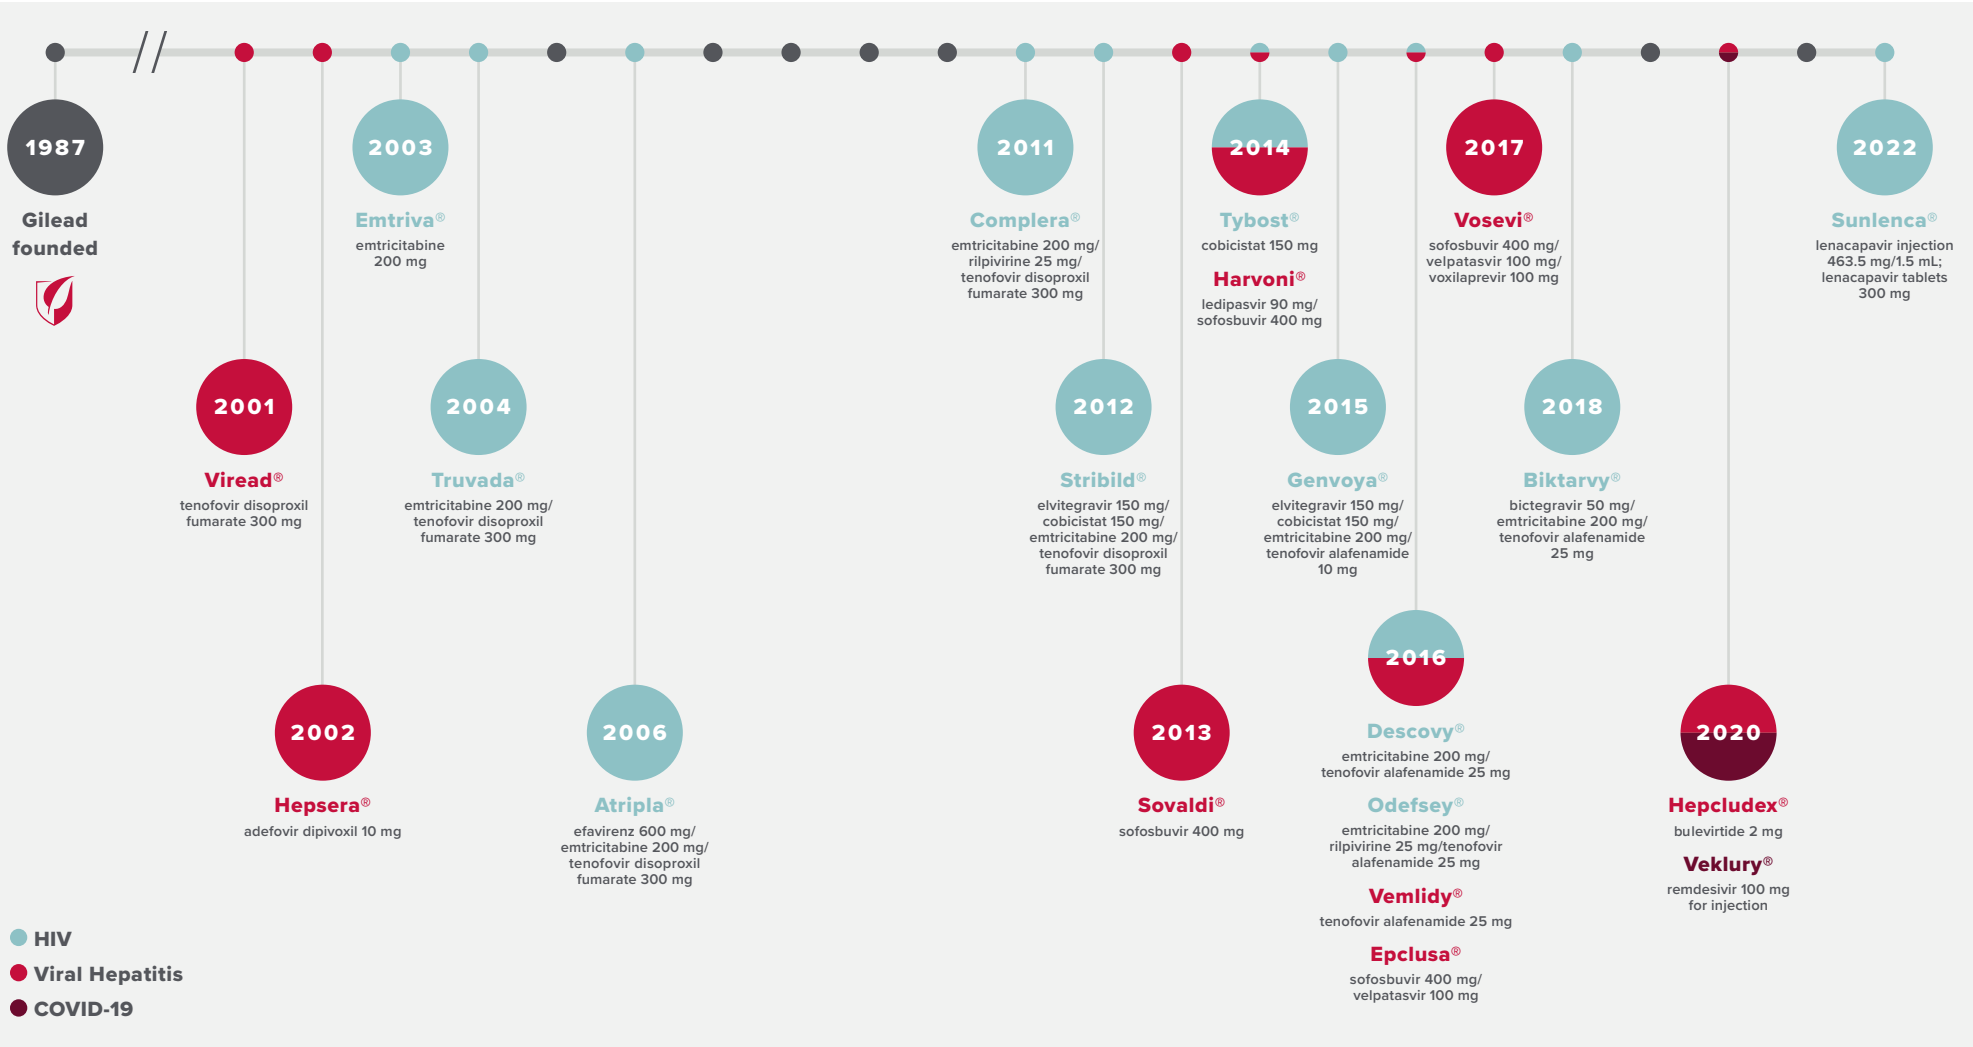 1987
Gilead
founded
2001
Viread®
tenofovir disoproxil
fumarate 300 mg
2002
Hepsera®
adefovir dipivoxil 10 mg
2003
Emtriva®
emtricitabine
200 mg
2004
Truvada®
emtricitabine 200 mg/
tenofovir disoproxil
fumarate 300 mg
2006
Atripla®
efavirenz 600 mg/
emtricitabine 200 mg/
tenofovir disoproxil
fumarate 300 mg
2011
Complera®
emtricitabine 200 mg/
rilpivirine 25 mg/
tenofovir disoproxil
fumarate 300 mg
2012
Stribild®
elvitegravir 150 mg/
cobicistat 150 mg/
emtricitabine 200 mg/
tenofovir disoproxil
fumarate 300 mg
2013
Sovaldi®
sofosbuvir 400 mg
2014
Tybost®
cobicistat 150 mg
Harvoni®
ledipasvir 90 mg/
sofosbuvir 400 mg
2015
Genvoya®
elvitegravir 150 mg/
cobicistat 150 mg/
emtricitabine 200 mg/
tenofovir alafenamide
10 mg
2016
Descovy®
emtricitabine 200 mg/
tenofovir alafenamide 25 mg
Odefsey®
emtricitabine 200 mg/
rilpivirine 25 mg/tenofovir
alafenamide 25 mg
Vemlidy®
tenofovir alafenamide 25 mg
Epclusa®
sofosbuvir 400 mg/
velpatasvir 100 mg
2017
Vosevi®
sofosbuvir 400 mg/
velpatasvir 100 mg/
voxilaprevir 100 mg
2018
Biktarvy®
bictegravir 50 mg/
emtricitabine 200 mg/
tenofovir alafenamide
25 mg
2020
Hepcludex®
bulevirtide 2 mg
Veklury®
remdesivir 100 mg
for injection
2022
Sunlenca®
lenacapavir injection
463.5 mg/1.5 mL;
lenacapavir tablets
300 mg
HIV
Viral Hepatitis
COVID-19